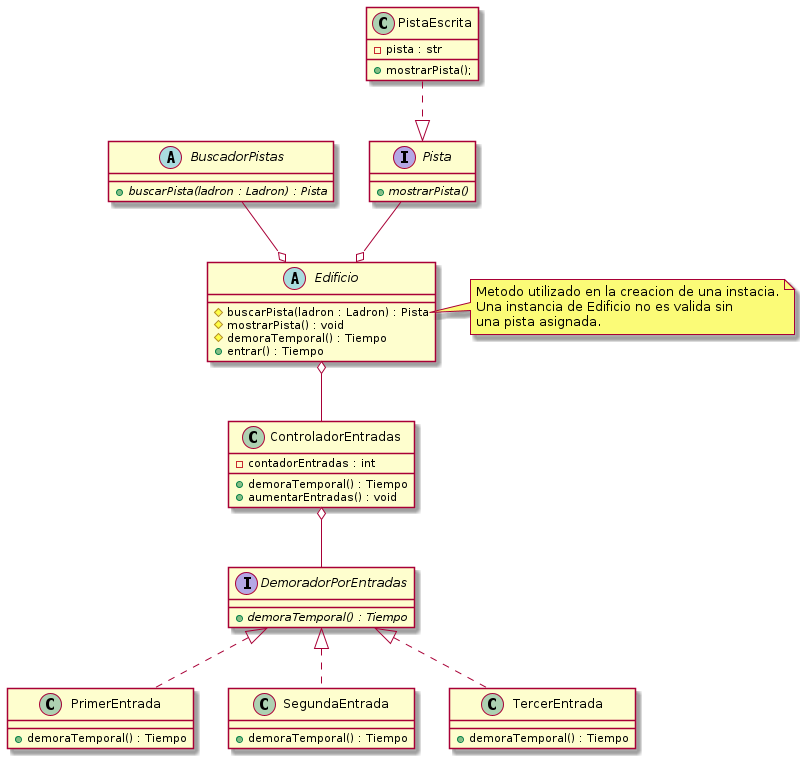 C PistaEscrita
pista : str
mostrarPista();
A BuscadorPistas
buscarPista(ladron : Ladron) : Pista
I Pista
mostrarPista()
A Edificio
buscarPista(ladron : Ladron) : Pista
mostrarPista() : void
demoraTemporal() : Tiempo
entrar() : Tiempo
Metodo utilizado en la creacion de una instacia.
Una instancia de Edificio no es valida sin
una pista asignada.
C ControladorEntradas
contadorEntradas : int
demoraTemporal() : Tiempo
aumentarEntradas() : void
I DemoradorPorEntradas
demoraTemporal() : Tiempo
C PrimerEntrada
demoraTemporal() : Tiempo
C SegundaEntrada
demoraTemporal() : Tiempo
C TercerEntrada
demoraTemporal() : Tiempo